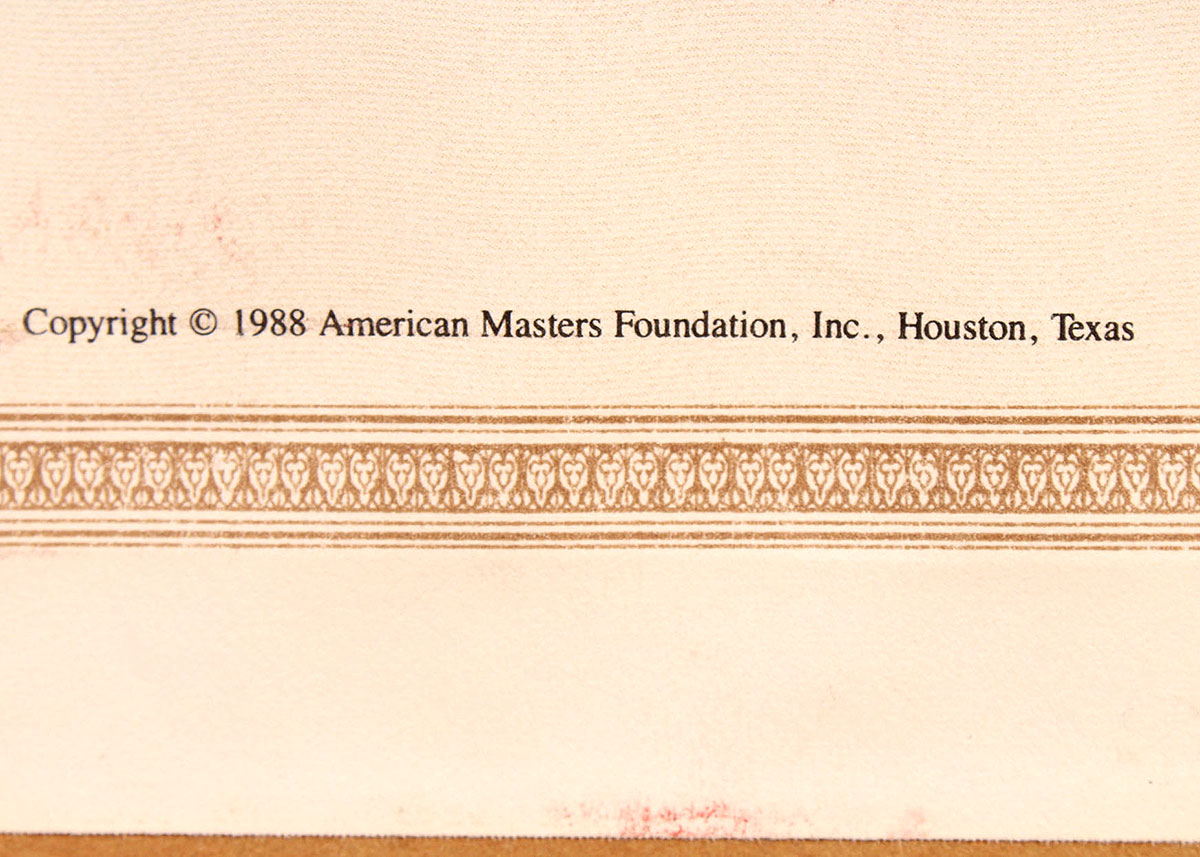 Copyright © 1988 American Masters Foundation, Inc., Houston, Texas